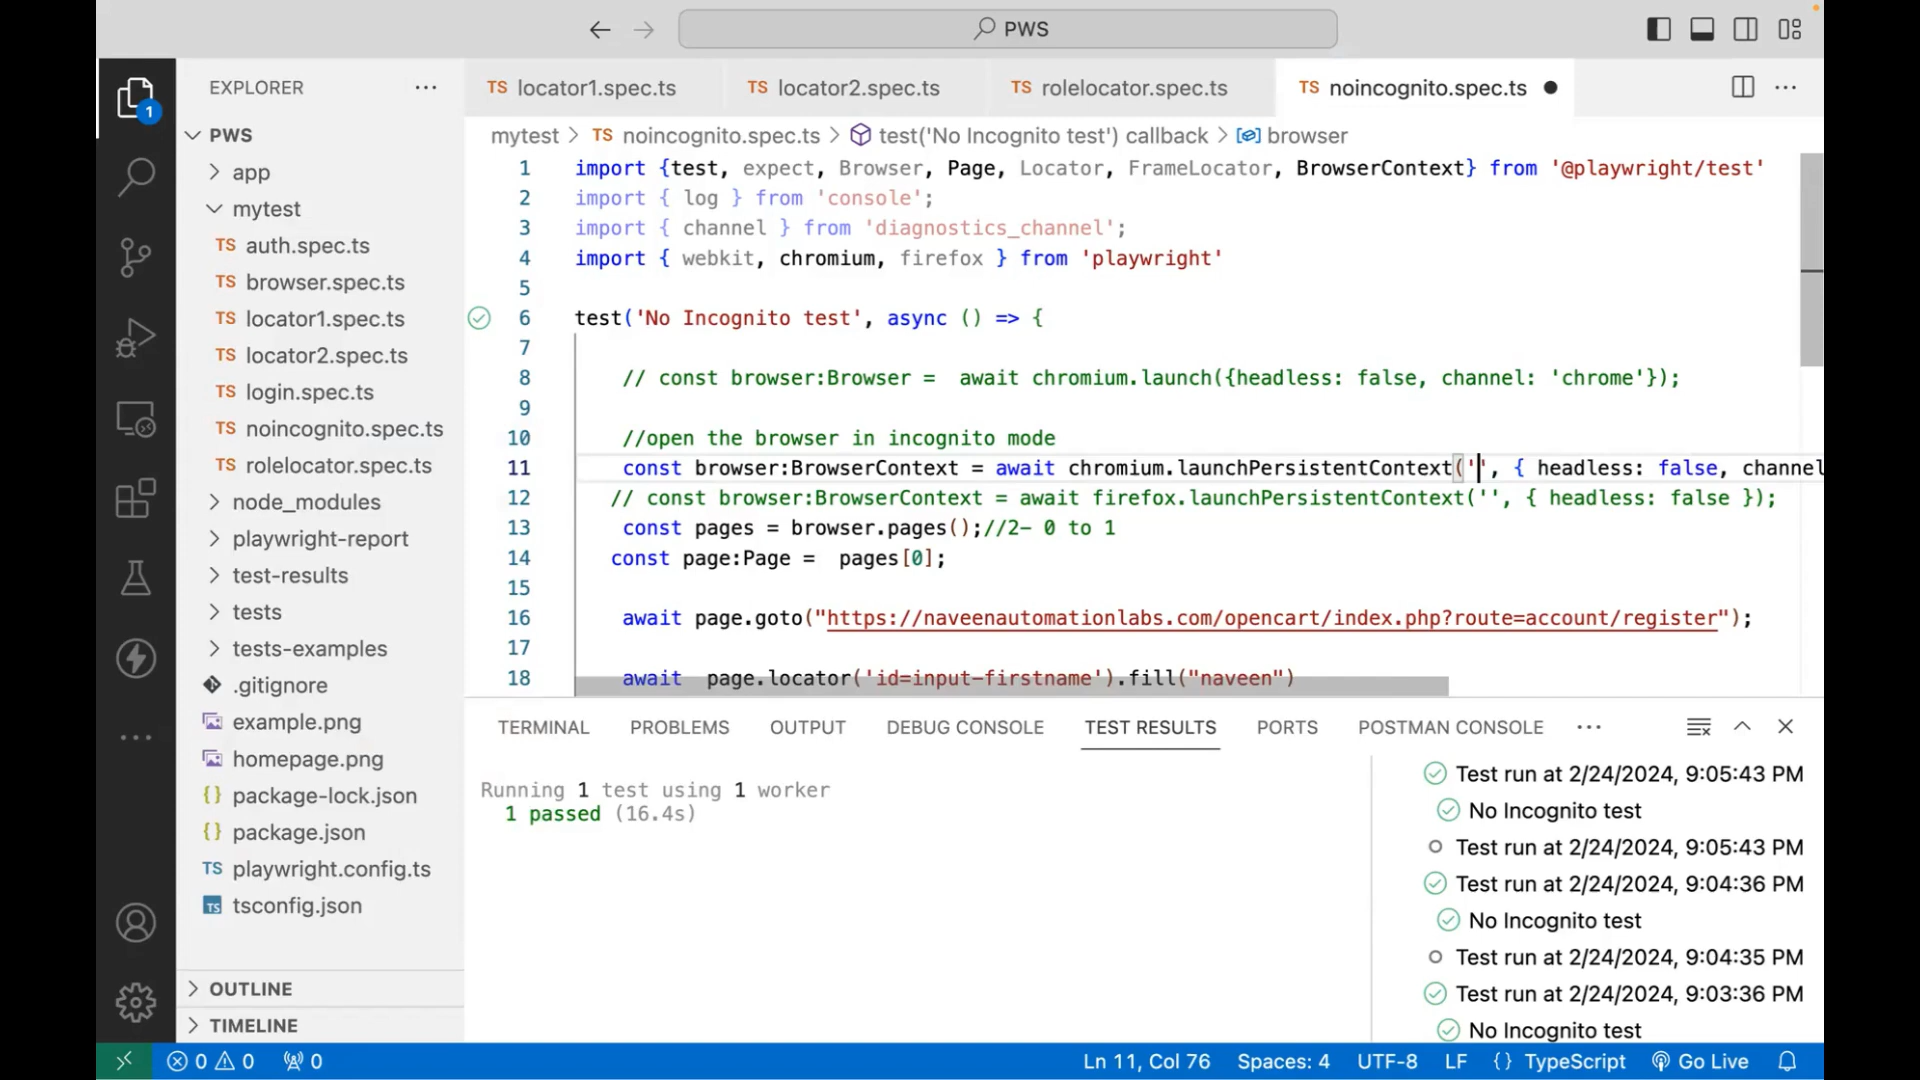 PWS
EXPLORER
1
PWS
app
mytest
TS auth.spec.ts
TS browser.spec.ts
TS locator1.spec.ts
TS locator2.spec.ts
TS login.spec.ts
TS noincognito.spec.ts
TS rolelocator.spec.ts
node_modules
playwright-report
test-results
tests
tests-examples
.gitignore
example.png
homepage.png
{} package-lock.json
{} package.json
TS playwright.config.ts
TS tsconfig.json
OUTLINE
TIMELINE
TS locator1.spec.ts
TS locator2.spec.ts
TS rolelocator.spec.ts
TS noincognito.spec.ts
mytest > TS noincognito.spec.ts > test('No Incognito test') callback > browser
1 import {test, expect, Browser, Page, Locator, FrameLocator, BrowserContext} from '@playwright/test'
2 import { log } from 'console';
3 import { channel } from 'diagnostics_channel';
4 import { webkit, chromium, firefox } from 'playwright'
5
6 test('No Incognito test', async () => {
7
8 // const browser:Browser = await chromium.launch({headless: false, channel: 'chrome'});
9
10 //open the browser in incognito mode
11 const browser:BrowserContext = await chromium.launchPersistentContext('', { headless: false, channel
12 // const browser:BrowserContext = await firefox.launchPersistentContext('', { headless: false });
13 const pages = browser.pages();//2- 0 to 1
14 const page:Page = pages[0];
15
16 await page.goto("https://naveenautomationlabs.com/opencart/index.php?route=account/register");
17
18 await page.locator('id=input-firstname').fill("naveen")
TERMINAL PROBLEMS OUTPUT DEBUG CONSOLE TEST RESULTS PORTS POSTMAN CONSOLE
Running 1 test using 1 worker
1 passed (16.4s)
Test run at 2/24/2024, 9:05:43 PM
No Incognito test
Test run at 2/24/2024, 9:05:43 PM
Test run at 2/24/2024, 9:04:36 PM
No Incognito test
Test run at 2/24/2024, 9:04:35 PM
Test run at 2/24/2024, 9:03:36 PM
No Incognito test
0 0 0 Ln 11, Col 76 Spaces: 4 UTF-8 LF {} TypeScript Go Live